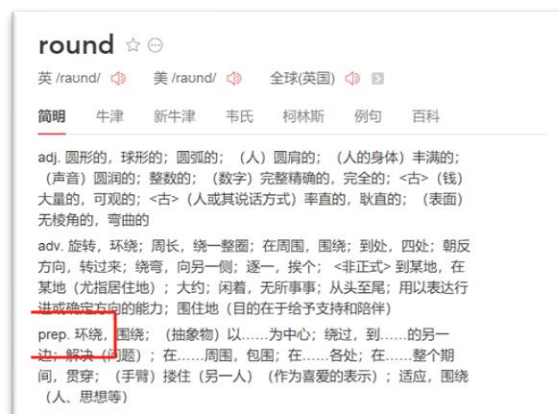 round
英 /raʊnd/ 美 /raʊnd/ 全球(英国)
简明 牛津 新牛津 韦氏 柯林斯 例句 百科
adj. 圆形的，球形的；圆弧的；（人）圆肩的；（人的身体）丰满的；
（声音）圆润的；整数的；（数字）完整精确的，完全的；<古>（钱）
大量的，可观的；<古>（人或其说话方式）率直的，耿直的；（表面）
无棱角的，弯曲的
adv. 旋转，环绕；周长，绕一整圈；在周围，围绕；到处，四处；朝反
方向，转过来；绕弯，向另一侧；逐一，挨个； <非正式> 到某地，在
某地（尤指居住地）；大约；闲着，无所事事；从头至尾；用以表达行
进或确定方向的能力；围住地（目的在于给予支持和陪伴）
prep. 环绕，围绕；（抽象物）以……为中心；绕过，到……的另一
边；解决（问题）；在……周围，包围；在……各处；在……整个期
间，贯穿；（手臂）搂住（另一人）（作为喜爱的表示）；适应，围绕
（人、思想等）